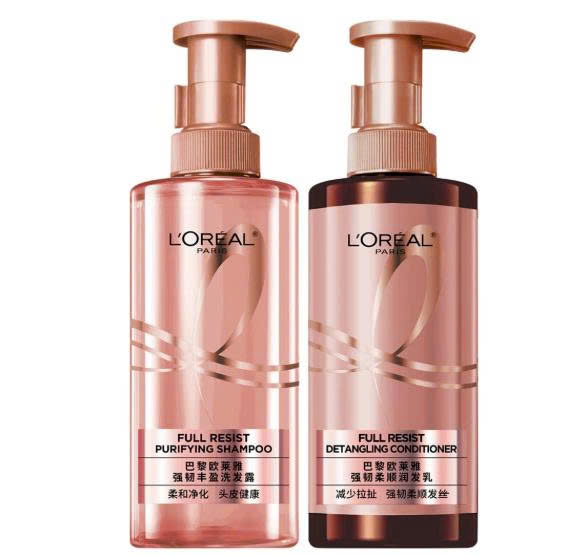 L'ORÉAL®
PARIS
FULL RESIST
PURIFYING SHAMPOO
巴黎欧莱雅
强韧丰盈洗发露
柔和净化 头皮健康
L'ORÉAL®
PARIS
FULL RESIST
DETANGLING CONDITIONER
巴黎欧莱雅
强韧柔顺润发乳
减少拉扯 强韧柔顺发丝